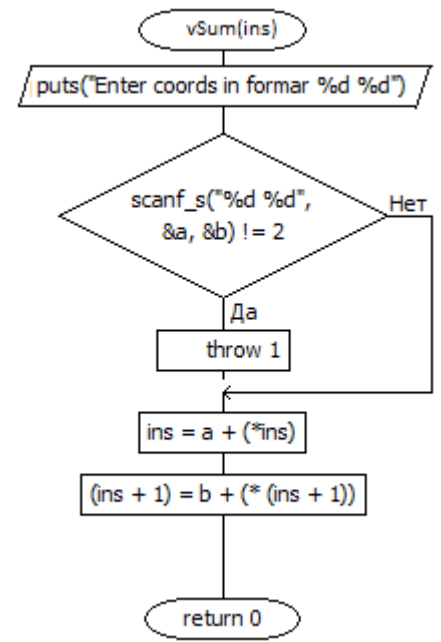 vSum(ins)
puts("Enter coords in formar %d %d")
scanf_s("%d %d",
&a, &b) != 2
Нет
Да
throw 1
ins = a + (*ins)
(ins + 1) = b + (* (ins + 1))
return 0